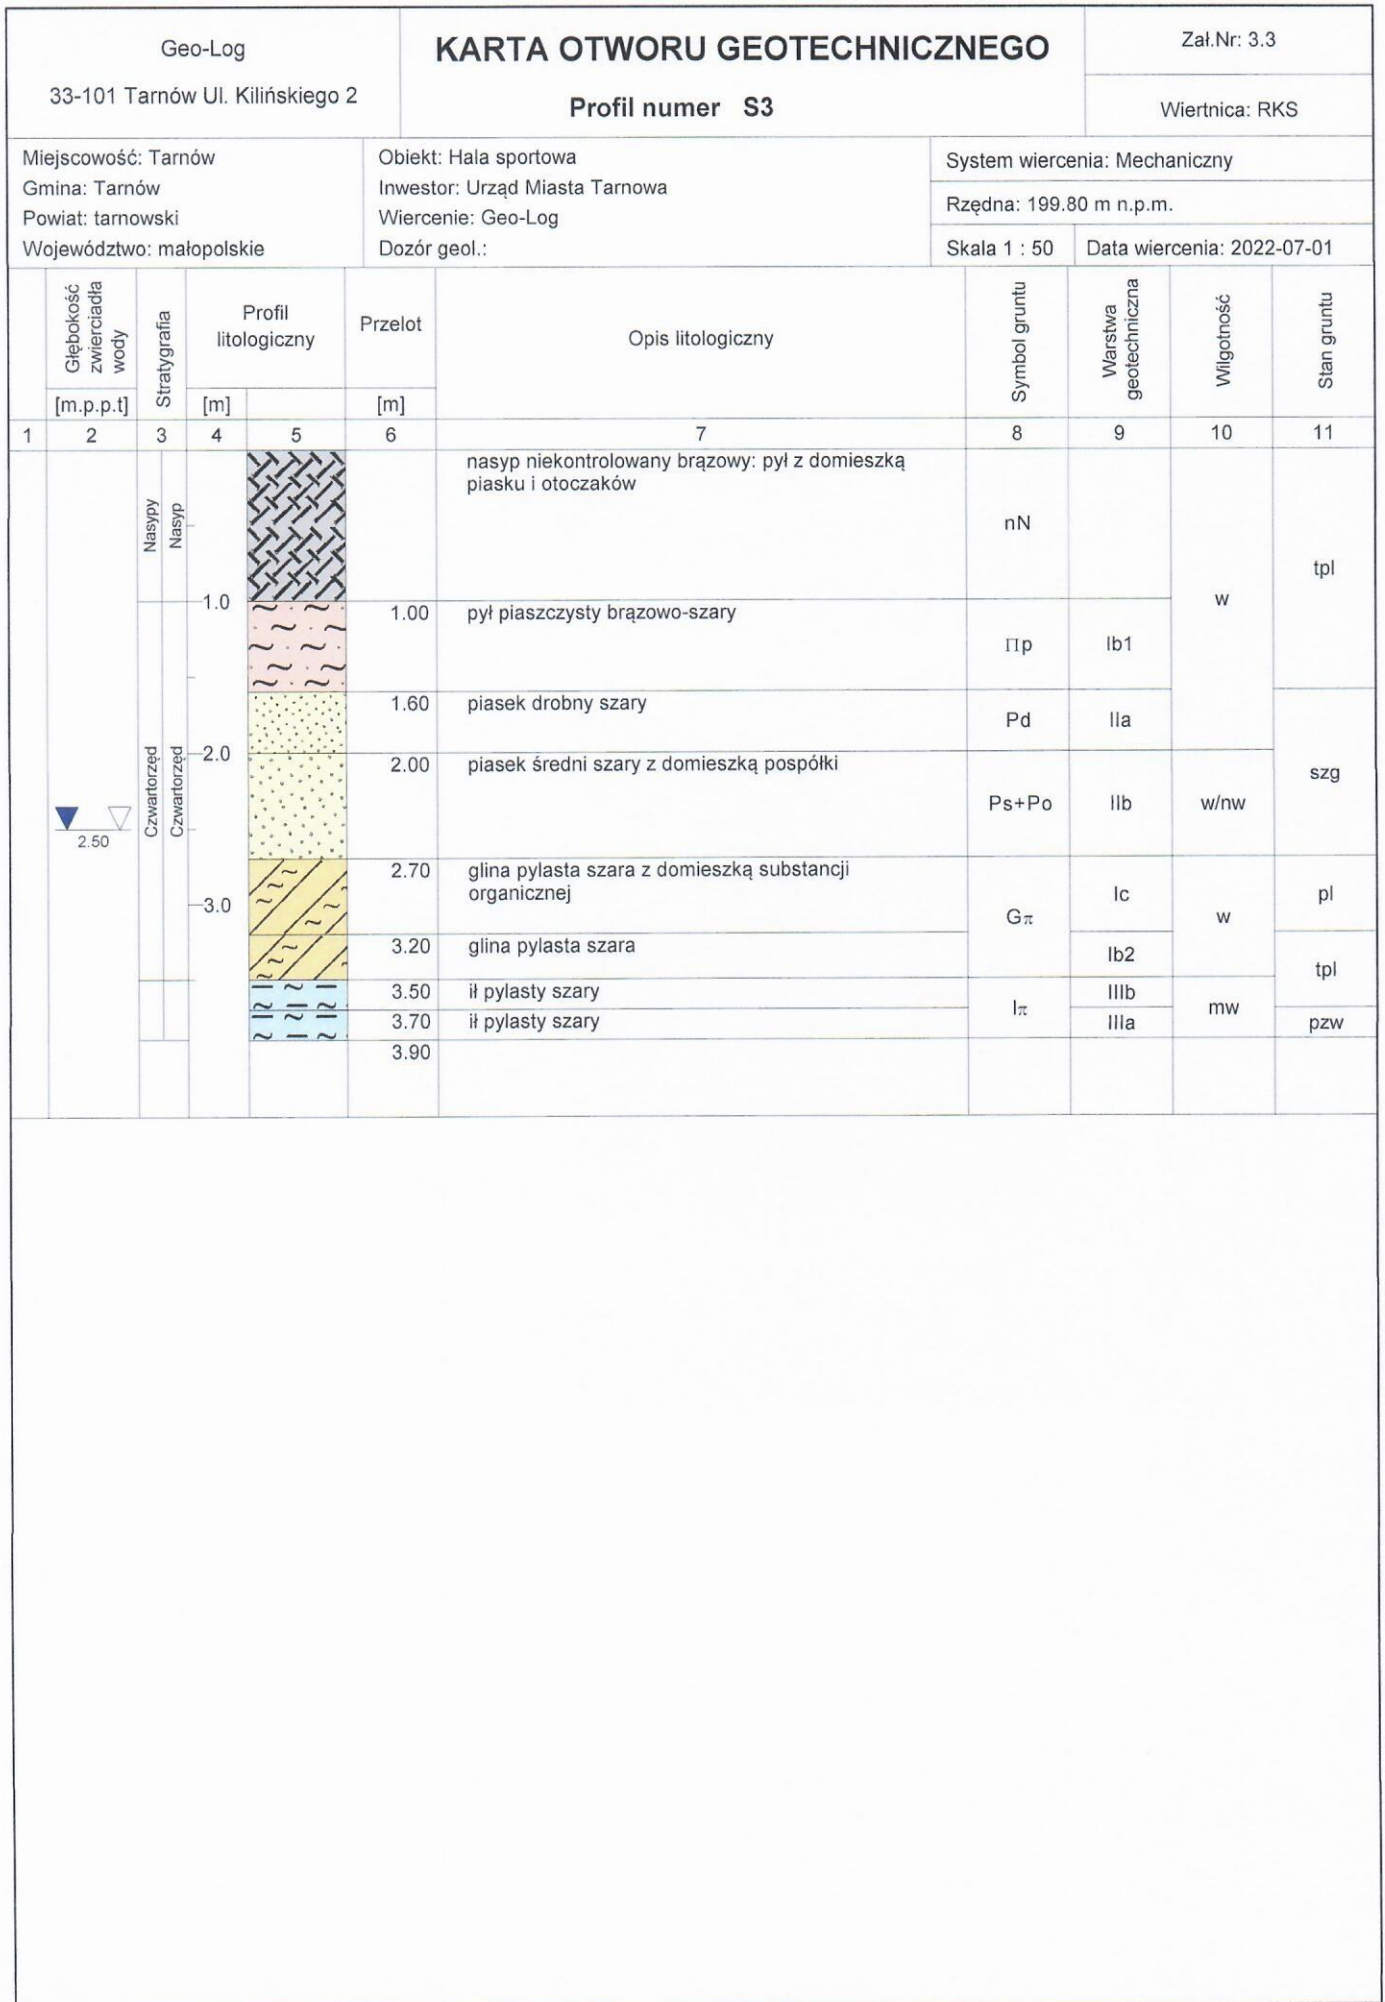 Geo-Log
33-101 Tarnów Ul. Kilińskiego 2
KARTA OTWORU GEOTECHNICZNEGO
Profil numer S3
Zał.Nr: 3.3
Wiertnica: RKS
Miejscowość: Tarnów
Gmina: Tarnów
Powiat: tarnowski
Województwo: małopolskie
Obiekt: Hala sportowa
Inwestor: Urząd Miasta Tarnowa
Wiercenie: Geo-Log
Dozór geol.:
System wiercenia: Mechaniczny
Rzędna: 199.80 m n.p.m.
Skala 1 : 50
Data wiercenia: 2022-07-01
Głębokość
zwierciadła
wody
[m.p.p.t]
Stratygrafia
Profil
litologiczny
[m]
Przelot
[m]
Opis litologiczny
Symbol gruntu
Warstwa
geotechniczna
Wilgotność
Stan gruntu
1 2 3 4 5 6 7 8 9 10 11
Nasypy
Nasyp
nasyp niekontrolowany brązowy: pył z domieszką
piasku i otoczaków
nN
tpl
w
1.0
1.00 pył piaszczysty brązowo-szary
Πp Ib1
1.60 piasek drobny szary
Pd IIa
Czwartorzęd
Czwartorzęd
2.0
2.00 piasek średni szary z domieszką pospółki
szg
Ps+Po IIb w/nw
2.50
2.70 glina pylasta szara z domieszką substancji
organicznej
Ic pl
3.0
Gπ w
3.20 glina pylasta szara
Ib2
tpl
3.50 ił pylasty szary
IIIb
Iπ mw
3.70 ił pylasty szary
IIIa pzw
3.90